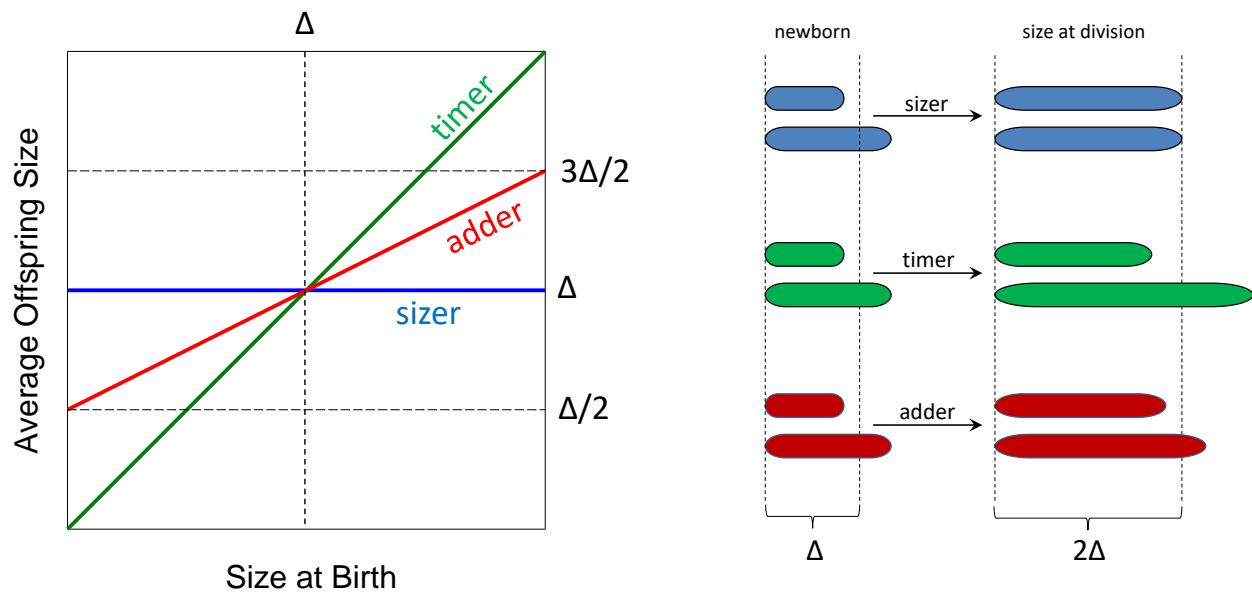 Δ
timer
3Δ/2
adder
Δ
sizer
Δ/2
Average Offspring Size
Size at Birth
newborn
size at division
sizer
timer
adder
Δ
2Δ